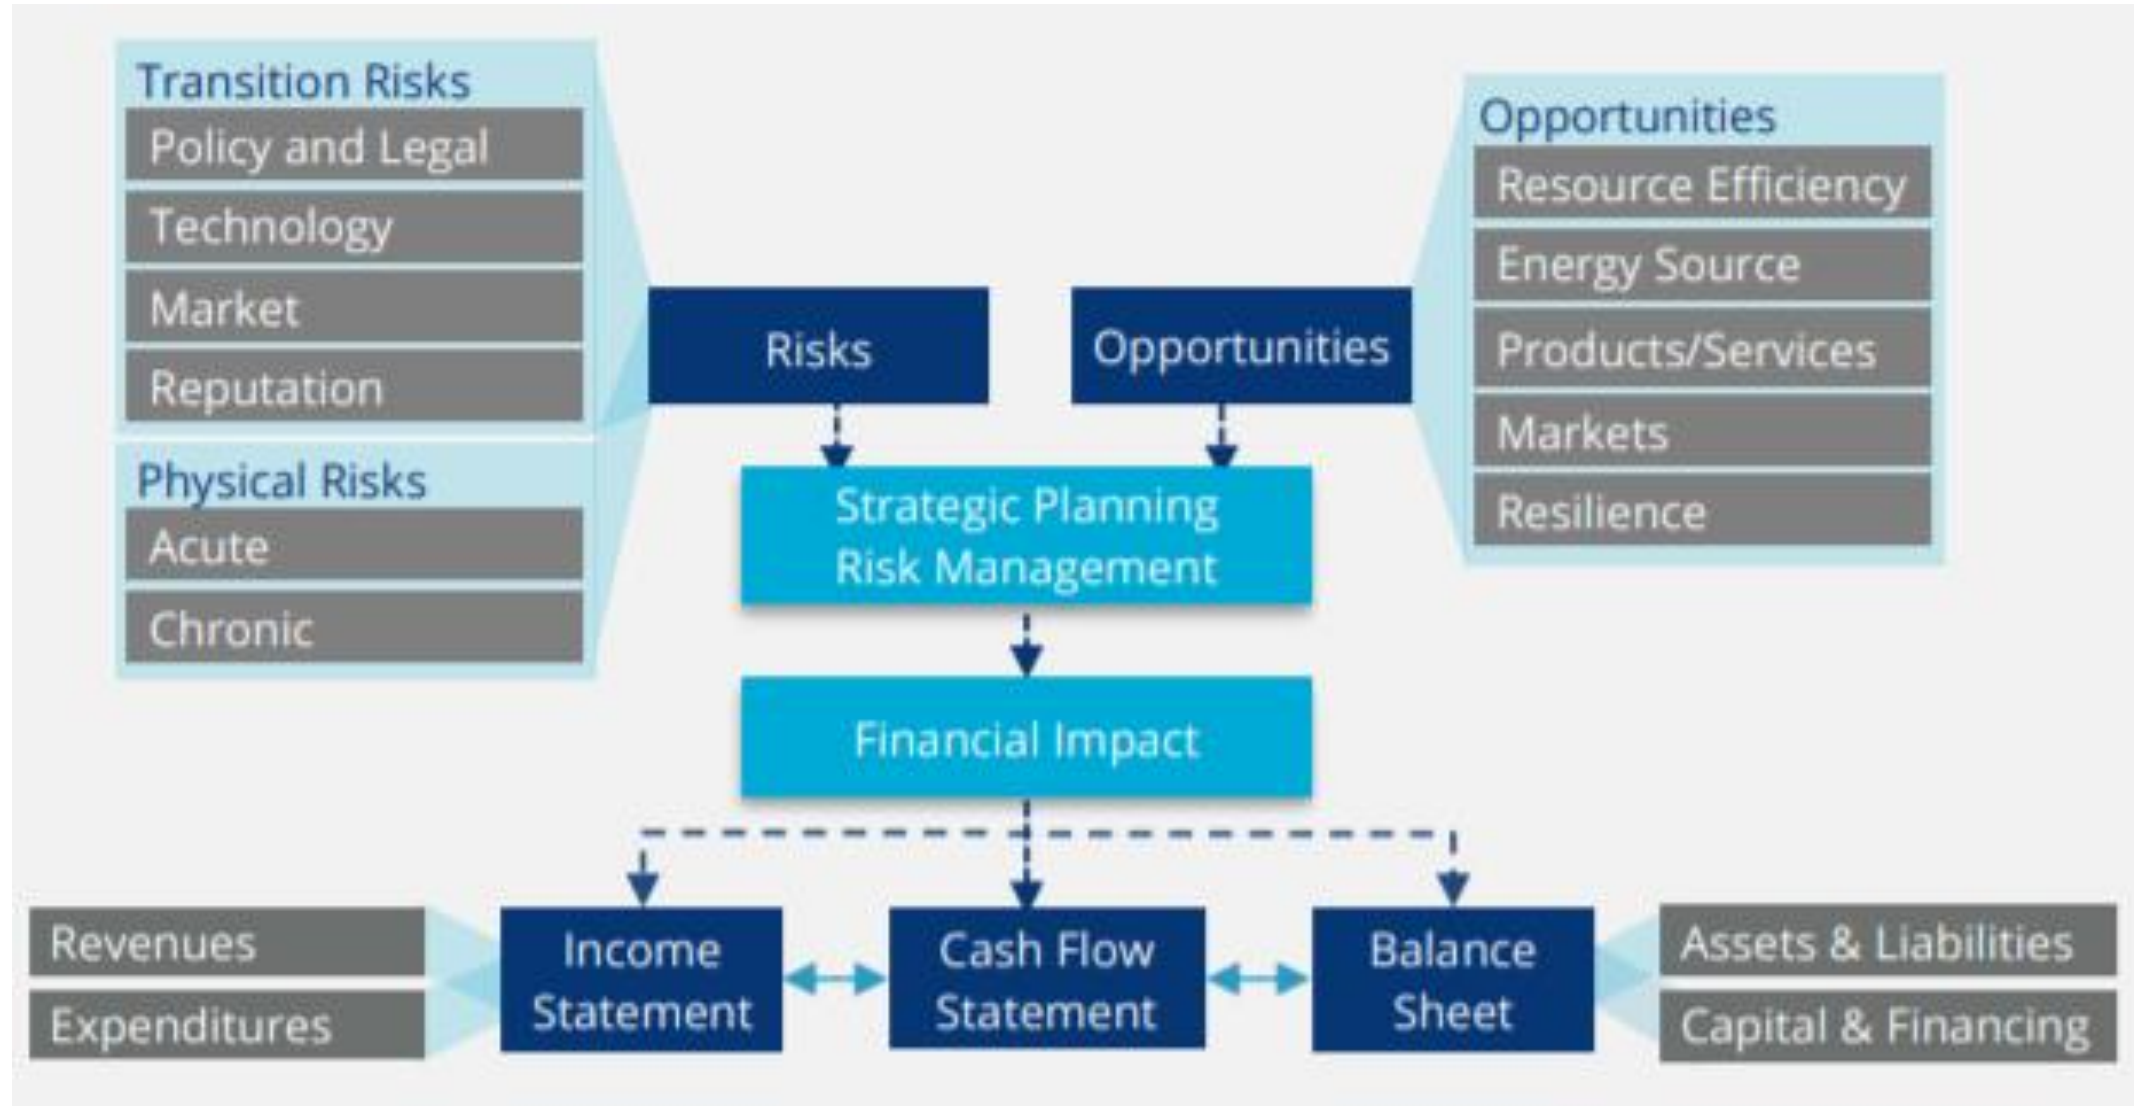 Transition Risks
Policy and Legal
Technology
Market
Reputation
Physical Risks
Acute
Chronic
Risks
Opportunities
Opportunities
Resource Efficiency
Energy Source
Products/Services
Markets
Resilience
Strategic Planning
Risk Management
Financial Impact
Revenues
Expenditures
Income
Statement
Cash Flow
Statement
Balance
Sheet
Assets & Liabilities
Capital & Financing